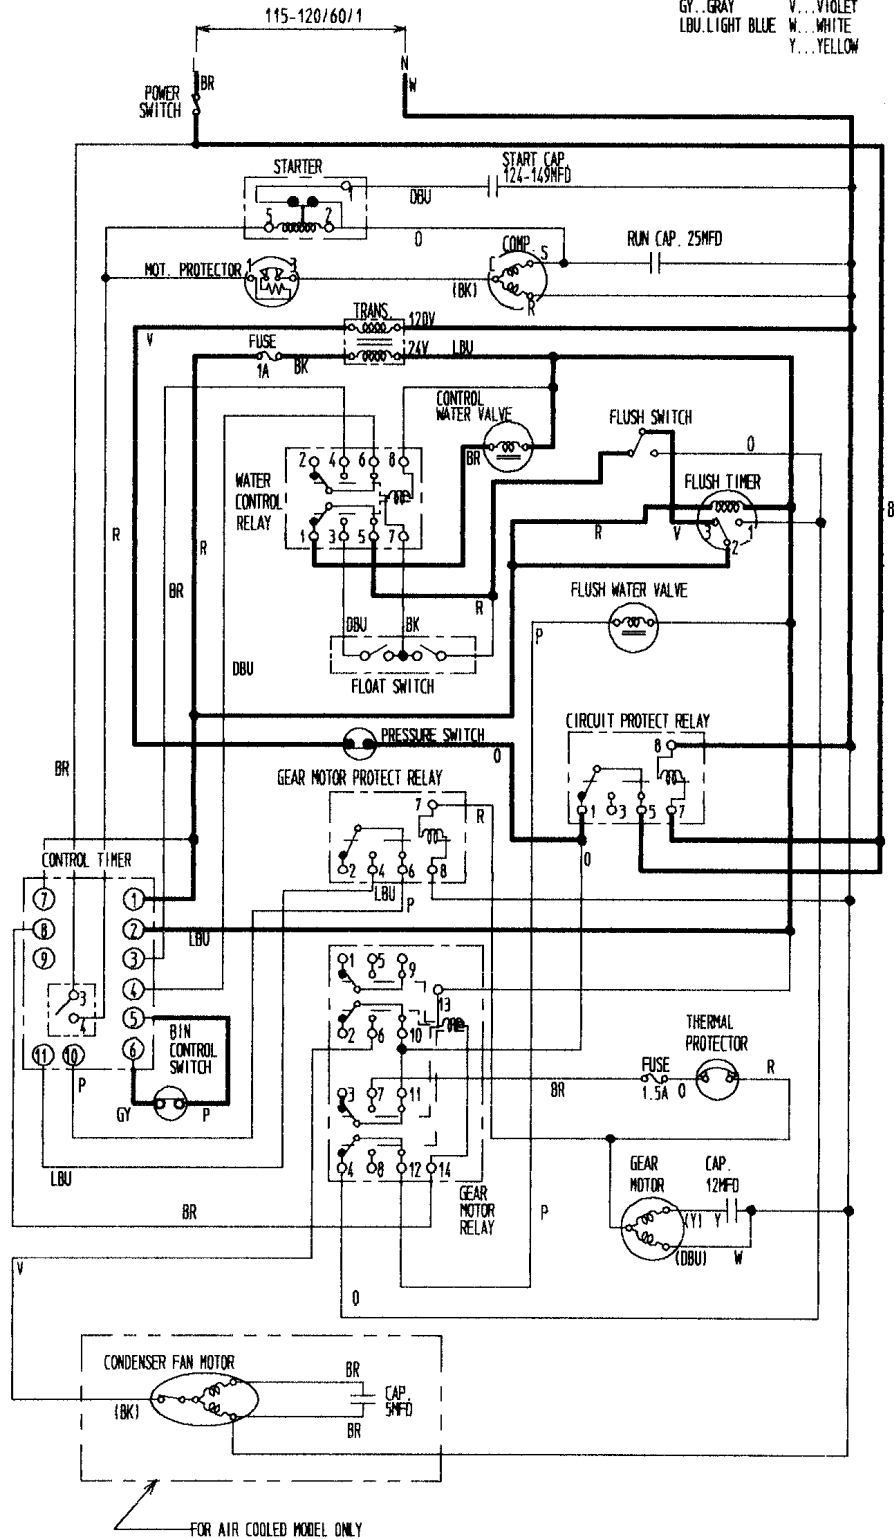 GY..GRAY V...VIOLET
LBU.LIGHT BLUE W...WHITE
Y...YELLOW
115-120/60/1
L N
BR W
POWER
SWITCH
STARTER
START CAP.
124-149MFD
DBU
5 2
O
COMP.
RUN CAP. 25MFD
MOT. PROTECTOR
1 3
C S
R
(BK)
TRANS.
120V
V
FUSE
1A
BK
24V
LBU
CONTROL
WATER VALVE
BR
FLUSH SWITCH
O
FLUSH TIMER
2 4 6 8
WATER
CONTROL
RELAY
1 3 5 7
R
R
R
V
3 1
2
B
BR
R
FLUSH WATER VALVE
P
DBU
BK
DBU
FLOAT SWITCH
CIRCUIT PROTECT RELAY
PRESSURE SWITCH
O
8
BR
GEAR MOTOR PROTECT RELAY
7
R
1 3 5 7
O
CONTROL TIMER
2 4 6 8
LBU
P
7 1
8 2
LBU
9 3
4
3
4
5
11 10 6
BIN
CONTROL
SWITCH
P
GY P
LBU
1 5 9
13
2 6 10
3 7 11
4 8 12 14
GEAR
MOTOR
RELAY
THERMAL
PROTECTOR
FUSE
1.5A
O
R
BR
GEAR
MOTOR
CAP.
12MFD
(Y) Y
(DBU) W
BR
P
V
O
CONDENSER FAN MOTOR
BR
(BK)
CAP.
5MFD
BR
FOR AIR COOLED MODEL ONLY